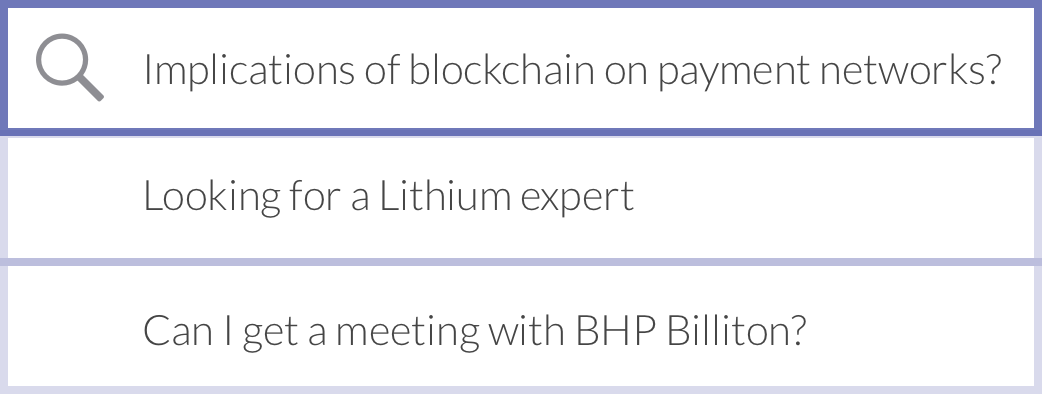 Implications of blockchain on payment networks?
Looking for a Lithium expert
Can I get a meeting with BHP Billiton?